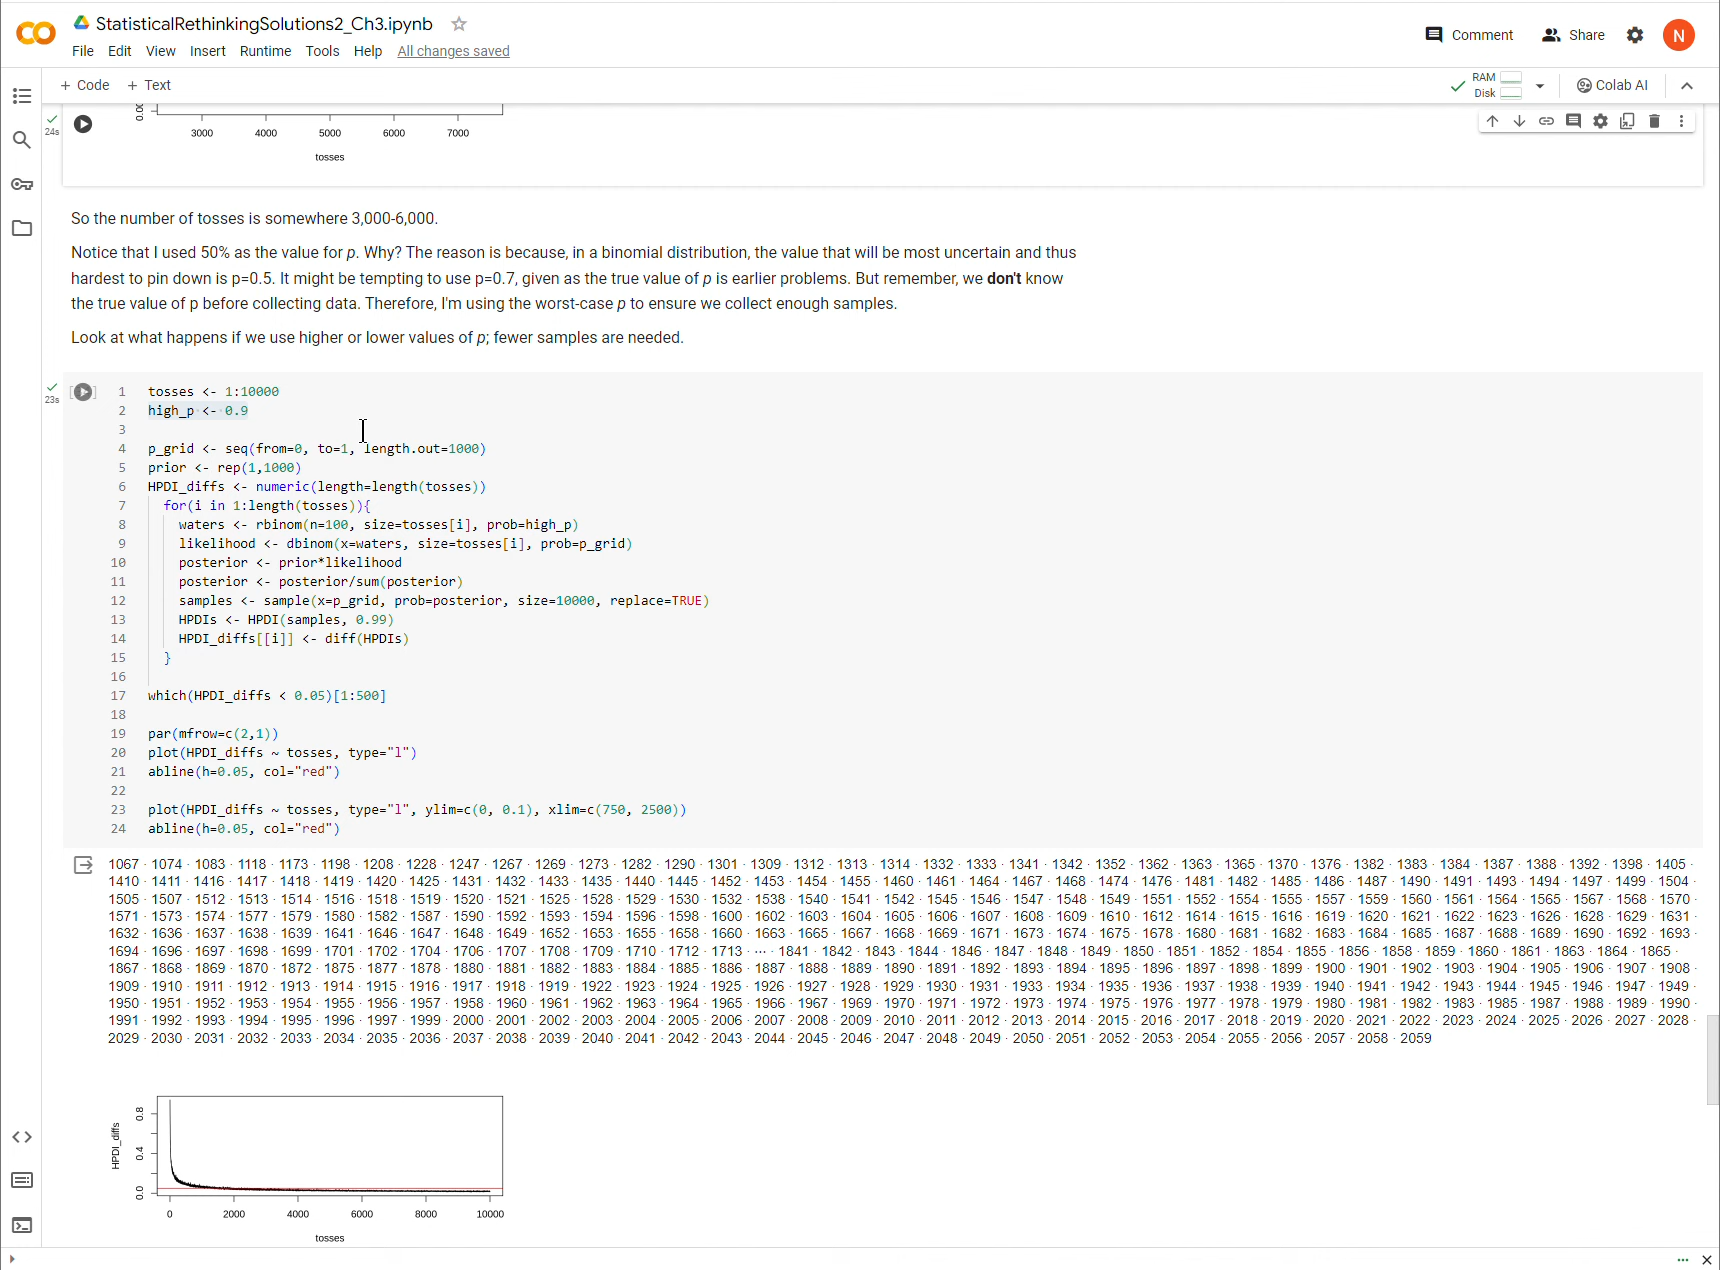 StatisticalRethinkingSolutions2_Ch3.ipynb
File Edit View Insert Runtime Tools Help All changes saved
Comment Share N
+ Code + Text
RAM
Disk
Colab AI
24s
0.00
3000 4000 5000 6000 7000
tosses
So the number of tosses is somewhere 3,000-6,000.
Notice that I used 50% as the value for p. Why? The reason is because, in a binomial distribution, the value that will be most uncertain and thus
hardest to pin down is p=0.5. It might be tempting to use p=0.7, given as the true value of p is earlier problems. But remember, we don't know
the true value of p before collecting data. Therefore, I'm using the worst-case p to ensure we collect enough samples.
Look at what happens if we use higher or lower values of p; fewer samples are needed.
23s
1 tosses <- 1:10000
2 high_p <- 0.9
3
4 p_grid <- seq(from=0, to=1, length.out=1000)
5 prior <- rep(1,1000)
6 HPDI_diffs <- numeric(length=length(tosses))
7 for(i in 1:length(tosses)){
8 waters <- rbinom(n=100, size=tosses[i], prob=high_p)
9 likelihood <- dbinom(x=waters, size=tosses[i], prob=p_grid)
10 posterior <- prior*likelihood
11 posterior <- posterior/sum(posterior)
12 samples <- sample(x=p_grid, prob=posterior, size=10000, replace=TRUE)
13 HPDIs <- HPDI(samples, 0.99)
14 HPDI_diffs[[i]] <- diff(HPDIs)
15 }
16
17 which(HPDI_diffs < 0.05)[1:500]
18
19 par(mfrow=c(2,1))
20 plot(HPDI_diffs ~ tosses, type="l")
21 abline(h=0.05, col="red")
22
23 plot(HPDI_diffs ~ tosses, type="l", ylim=c(0, 0.1), xlim=c(750, 2500))
24 abline(h=0.05, col="red")
1067 · 1074 · 1083 · 1118 · 1173 · 1198 · 1208 · 1228 · 1247 · 1267 · 1269 · 1273 · 1282 · 1290 · 1301 · 1309 · 1312 · 1313 · 1314 · 1332 · 1333 · 1341 · 1342 · 1352 · 1362 · 1363 · 1365 · 1370 · 1376 · 1382 · 1383 · 1384 · 1387 · 1388 · 1392 · 1398 · 1405 ·
1410 · 1411 · 1416 · 1417 · 1418 · 1419 · 1420 · 1425 · 1431 · 1432 · 1433 · 1435 · 1440 · 1445 · 1452 · 1453 · 1454 · 1455 · 1460 · 1461 · 1464 · 1467 · 1468 · 1474 · 1476 · 1481 · 1482 · 1485 · 1486 · 1487 · 1490 · 1491 · 1493 · 1494 · 1497 · 1499 · 1504 ·
1505 · 1507 · 1512 · 1513 · 1514 · 1516 · 1518 · 1519 · 1520 · 1521 · 1525 · 1528 · 1529 · 1530 · 1532 · 1538 · 1540 · 1541 · 1542 · 1545 · 1546 · 1547 · 1548 · 1549 · 1551 · 1552 · 1554 · 1555 · 1557 · 1559 · 1560 · 1561 · 1564 · 1565 · 1567 · 1568 · 1570 ·
1571 · 1573 · 1574 · 1577 · 1579 · 1580 · 1582 · 1587 · 1590 · 1592 · 1593 · 1594 · 1596 · 1598 · 1600 · 1602 · 1603 · 1604 · 1605 · 1606 · 1607 · 1608 · 1609 · 1610 · 1612 · 1614 · 1615 · 1616 · 1619 · 1620 · 1621 · 1622 · 1623 · 1626 · 1628 · 1629 · 1631 ·
1632 · 1636 · 1637 · 1638 · 1639 · 1641 · 1646 · 1647 · 1648 · 1649 · 1652 · 1653 · 1655 · 1658 · 1660 · 1663 · 1665 · 1667 · 1668 · 1669 · 1671 · 1673 · 1674 · 1675 · 1678 · 1680 · 1681 · 1682 · 1683 · 1684 · 1685 · 1687 · 1688 · 1689 · 1690 · 1692 · 1693 ·
1694 · 1696 · 1697 · 1698 · 1699 · 1701 · 1702 · 1704 · 1706 · 1707 · 1708 · 1709 · 1710 · 1712 · 1713 · ⋯ · 1841 · 1842 · 1843 · 1844 · 1846 · 1847 · 1848 · 1849 · 1850 · 1851 · 1852 · 1854 · 1855 · 1856 · 1858 · 1859 · 1860 · 1861 · 1863 · 1864 · 1865 ·
1867 · 1868 · 1869 · 1870 · 1872 · 1875 · 1877 · 1878 · 1880 · 1881 · 1882 · 1883 · 1884 · 1885 · 1886 · 1887 · 1888 · 1889 · 1890 · 1891 · 1892 · 1893 · 1894 · 1895 · 1896 · 1897 · 1898 · 1899 · 1900 · 1901 · 1902 · 1903 · 1904 · 1905 · 1906 · 1907 · 1908 ·
1909 · 1910 · 1911 · 1912 · 1913 · 1914 · 1915 · 1916 · 1917 · 1918 · 1919 · 1922 · 1923 · 1924 · 1925 · 1926 · 1927 · 1928 · 1929 · 1930 · 1931 · 1933 · 1934 · 1935 · 1936 · 1937 · 1938 · 1939 · 1940 · 1941 · 1942 · 1943 · 1944 · 1945 · 1946 · 1947 · 1949 ·
1950 · 1951 · 1952 · 1953 · 1954 · 1955 · 1956 · 1957 · 1958 · 1960 · 1961 · 1962 · 1963 · 1964 · 1965 · 1966 · 1967 · 1969 · 1970 · 1971 · 1972 · 1974 · 1975 · 1976 · 1977 · 1978 · 1979 · 1980 · 1981 · 1982 · 1983 · 1985 · 1987 · 1988 · 1989 · 1990 ·
1991 · 1992 · 1993 · 1994 · 1995 · 1996 · 1997 · 1999 · 2000 · 2001 · 2002 · 2003 · 2004 · 2005 · 2006 · 2007 · 2008 · 2009 · 2010 · 2011 · 2012 · 2013 · 2014 · 2015 · 2016 · 2017 · 2018 · 2019 · 2020 · 2021 · 2022 · 2023 · 2024 · 2025 · 2026 · 2027 · 2028 ·
2029 · 2030 · 2031 · 2032 · 2033 · 2034 · 2035 · 2036 · 2037 · 2038 · 2039 · 2040 · 2041 · 2042 · 2043 · 2044 · 2045 · 2046 · 2047 · 2048 · 2049 · 2050 · 2051 · 2052 · 2053 · 2054 · 2055 · 2056 · 2057 · 2058 · 2059
HPDI_diffs
0.8
0.4
0.0
0 2000 4000 6000 8000 10000
tosses